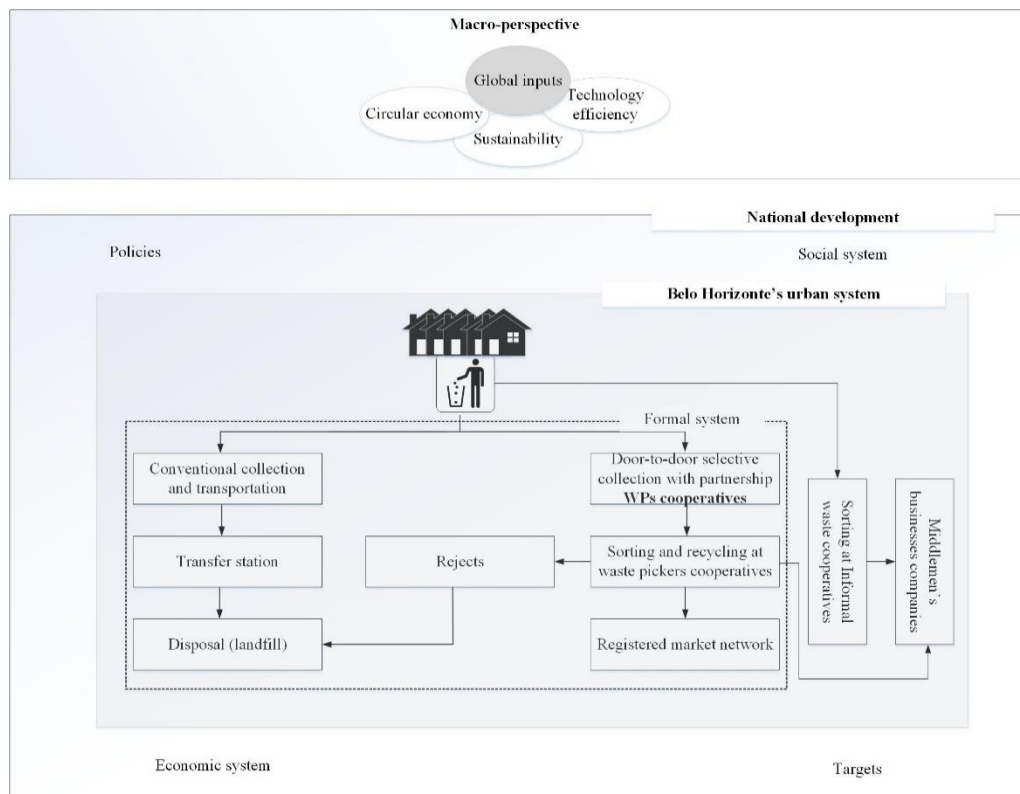 Macro-perspective
Global inputs
Circular economy
Technology
efficiency
Sustainability
National development
Policies
Social system
Belo Horizonte's urban system
Formal system
Conventional collection
and transportation
Door-to-door selective
collection with partnership
WPs cooperatives
Transfer station
Rejects
Sorting and recycling at
waste pickers cooperatives
Disposal (landfill)
Registered market network
Sorting at Informal
waste cooperatives
Middlemen's
businesses companies
Economic system
Targets